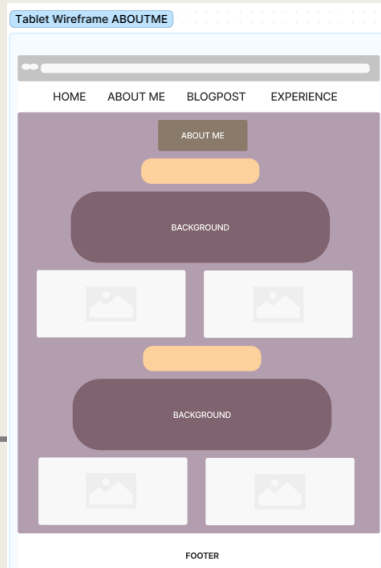 Tablet Wireframe ABOUTME
HOME ABOUT ME BLOGPOST EXPERIENCE
ABOUT ME
BACKGROUND
BACKGROUND
FOOTER